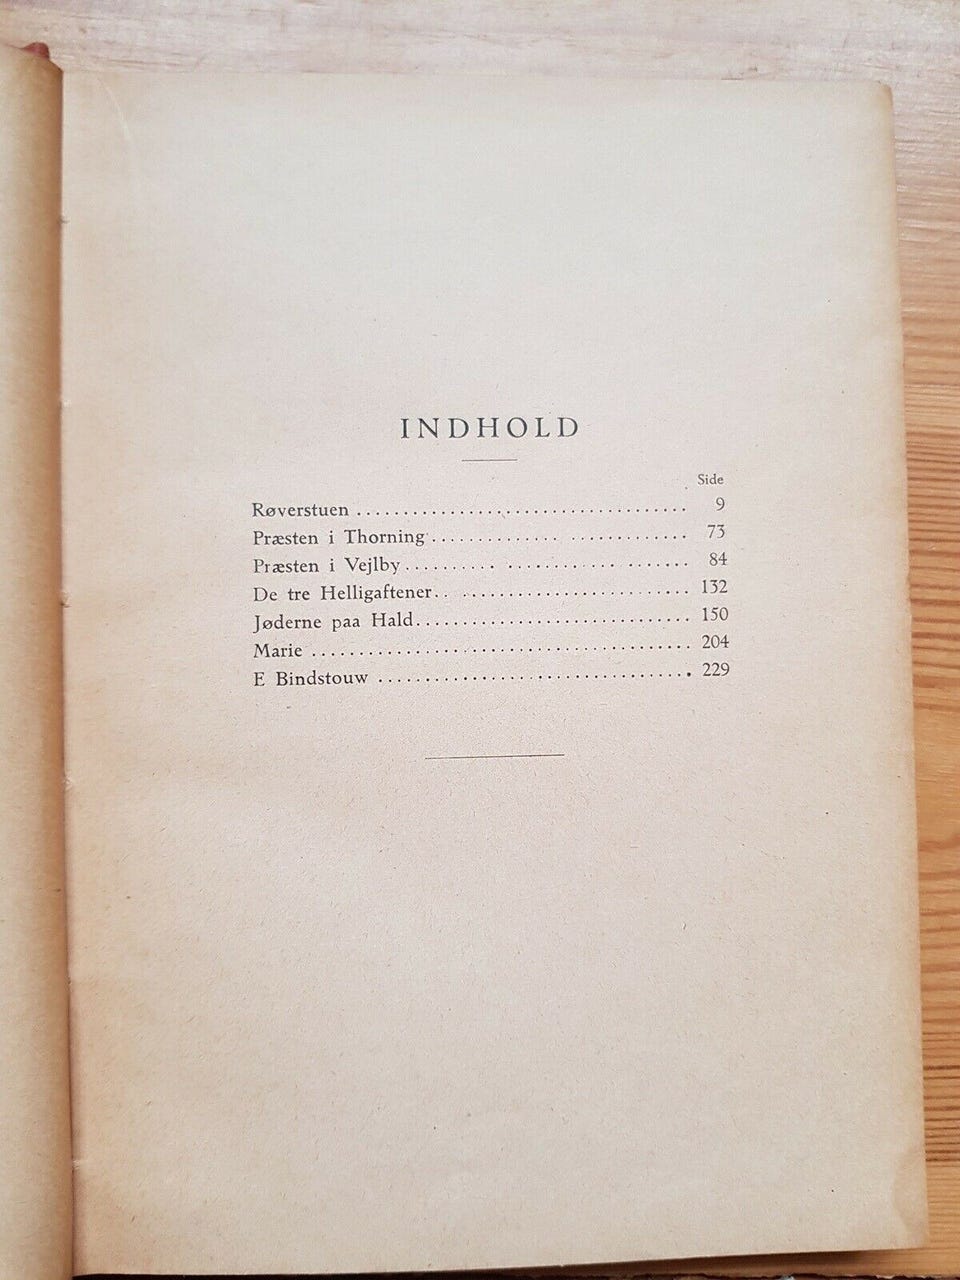 INDHOLD
Side
Røverstuen ................................... 9
Præsten i Thorning ........................... 73
Præsten i Vejlby ............................. 84
De tre Helligaftener .......................... 132
Jøderne paa Hald ............................. 150
Marie ........................................ 204
E Bindstouw .................................. 229